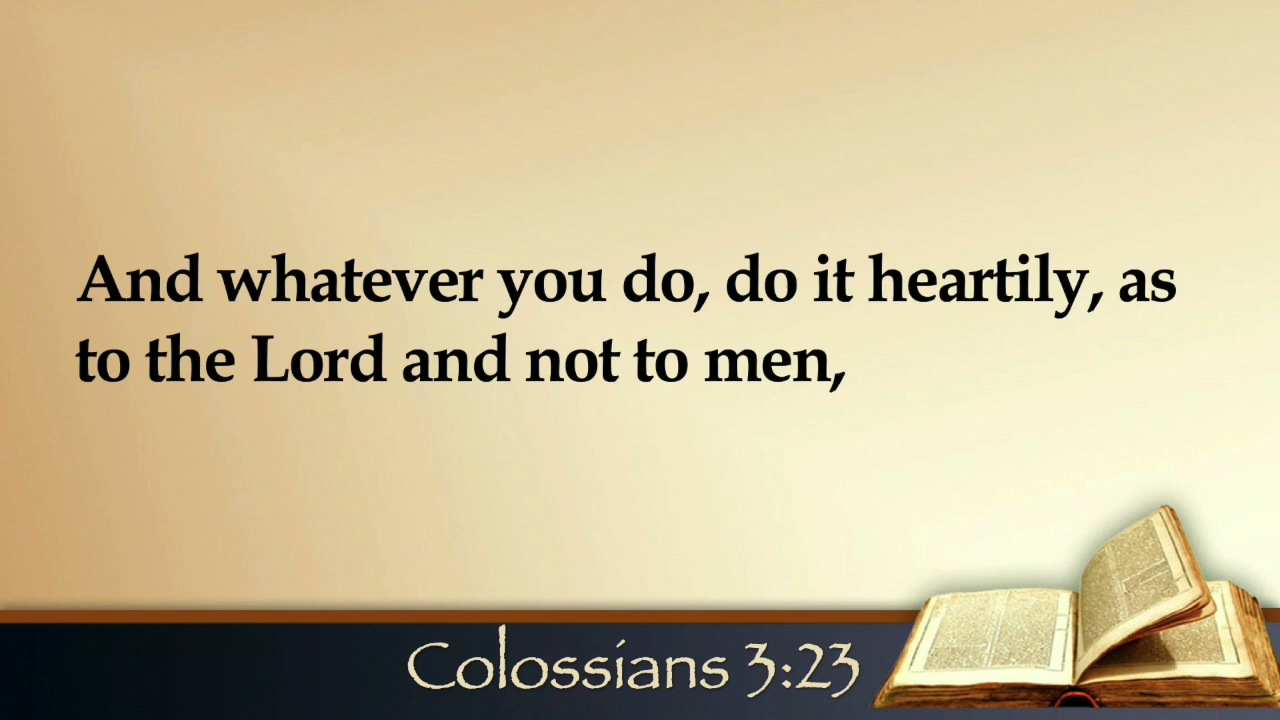 And whatever you do, do it heartily, as
to the Lord and not to men,
Colossians 3:23